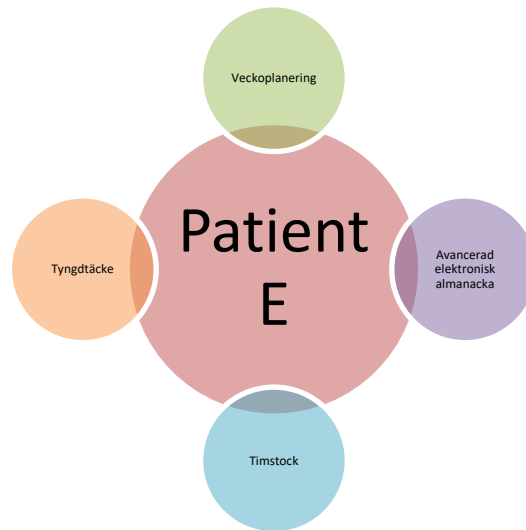 Veckoplanering
Patient
E
Tyngdtäcke
Avancerad
elektronisk
almanacka
Timstock